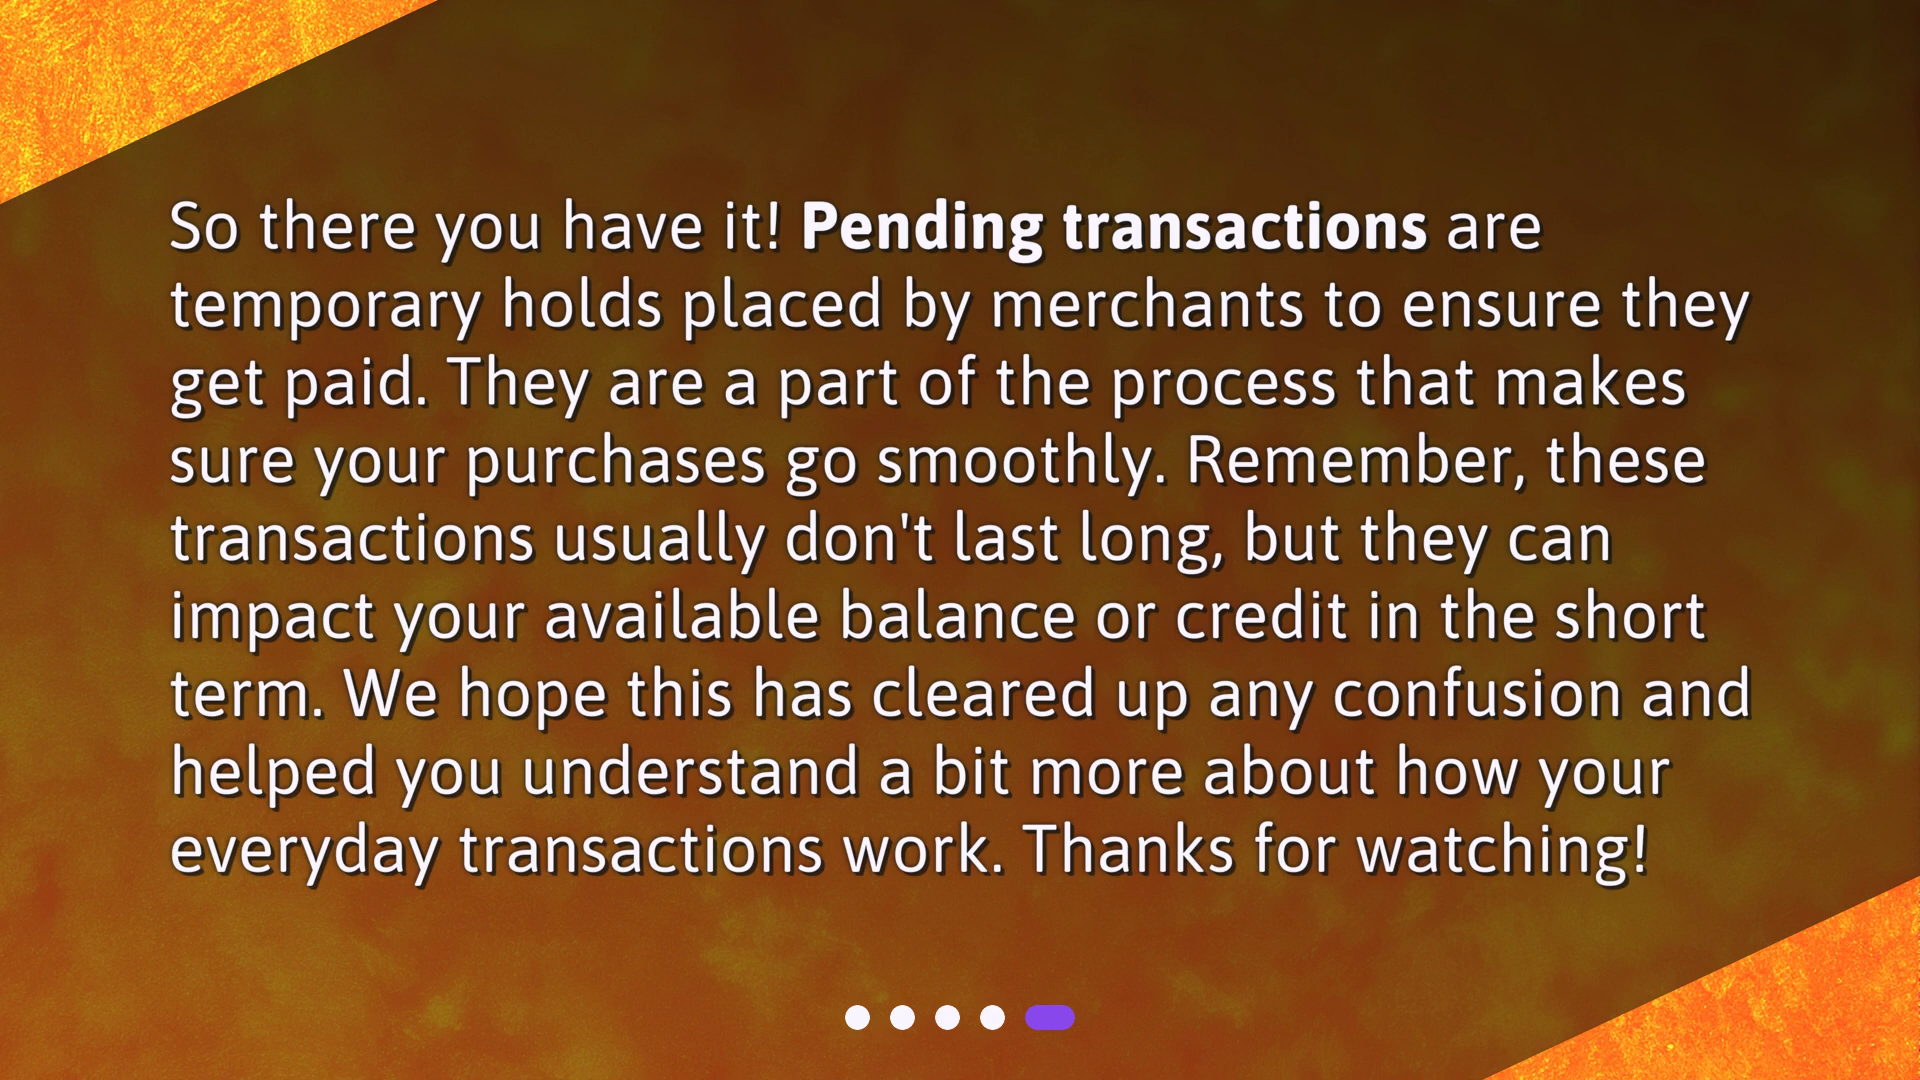 So there you have it! Pending transactions are
temporary holds placed by merchants to ensure they
get paid. They are a part of the process that makes
sure your purchases go smoothly. Remember, these
transactions usually don't last long, but they can
impact your available balance or credit in the short
term. We hope this has cleared up any confusion and
helped you understand a bit more about how your
everyday transactions work. Thanks for watching!